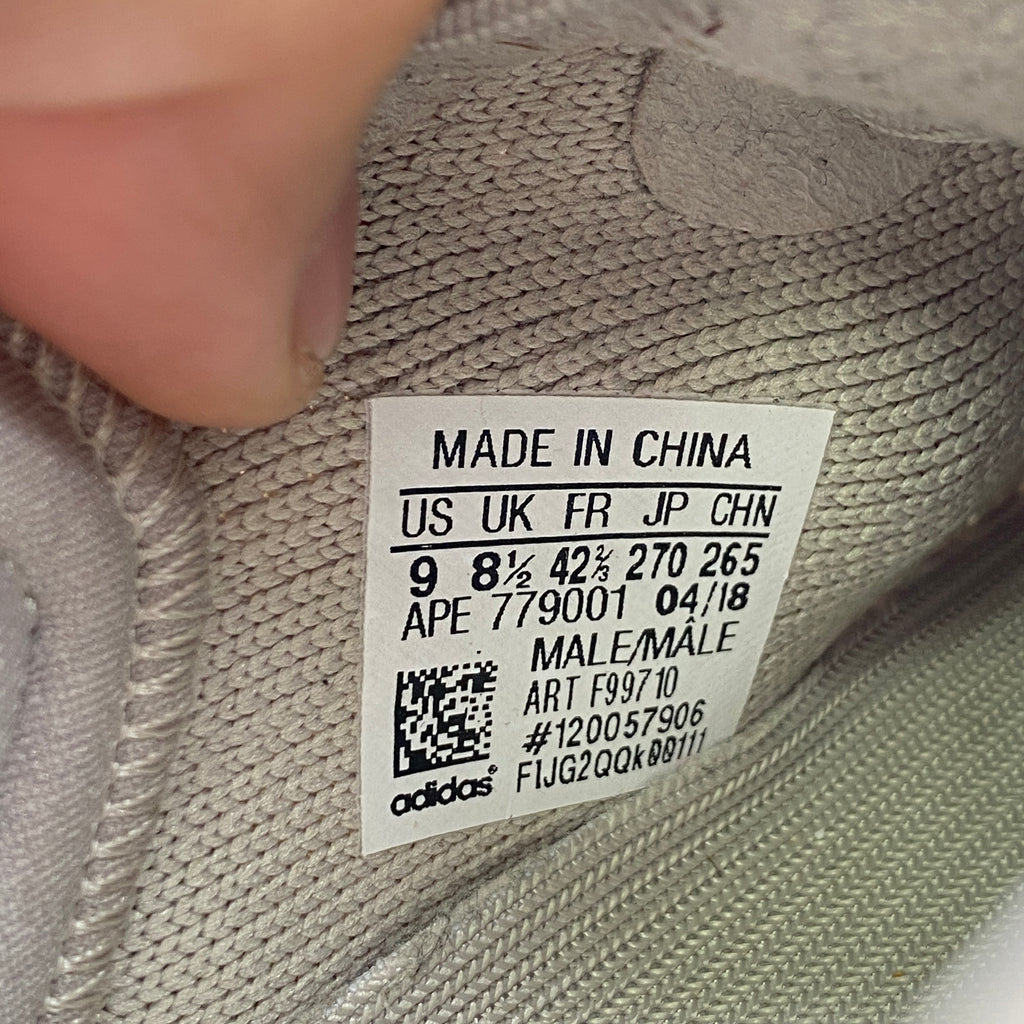 MADE IN CHINA
US UK FR JP CHN
9 8½ 42⅔ 270 265
APE 779001 04/18
MALE/MÂLE
ART F99710
#120057906
F1JG2QQk00111
adidas®